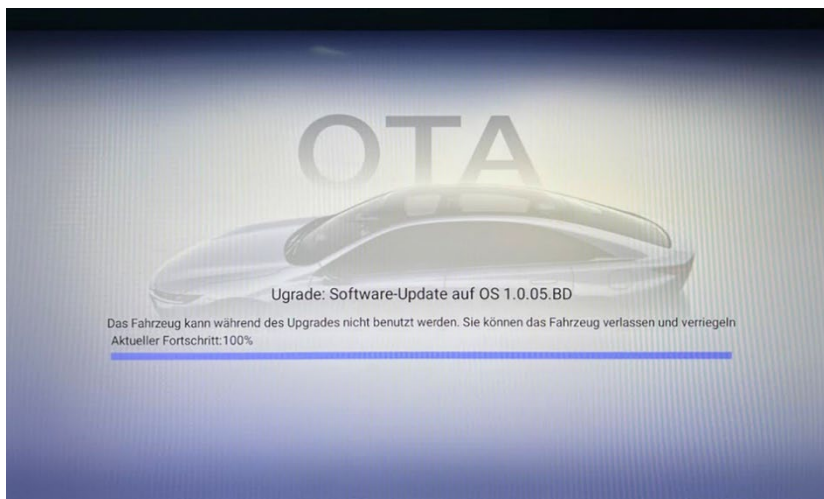 OTA
Ugrade: Software-Update auf OS 1.0.05.BD
Das Fahrzeug kann während des Upgrades nicht benutzt werden. Sie können das Fahrzeug verlassen und verriegeln
Aktueller Fortschritt:100%